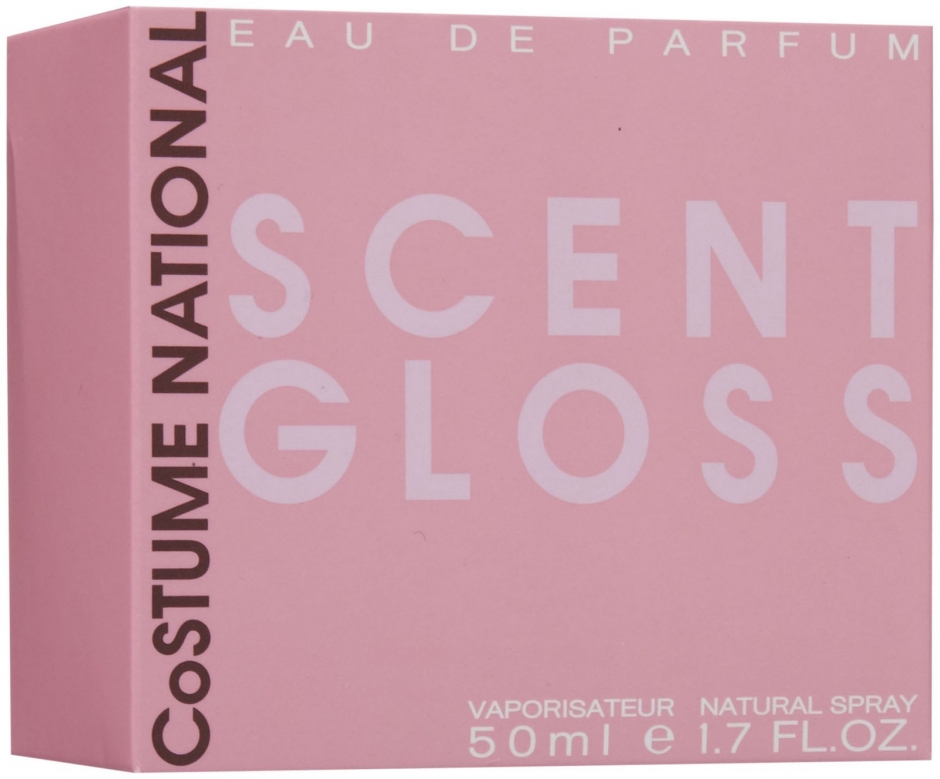 CoSTUME NATIONAL
EAU DE PARFUM
SCENT
GLOSS
VAPORISATEUR NATURAL SPRAY
50ml e 1.7 FL.OZ.